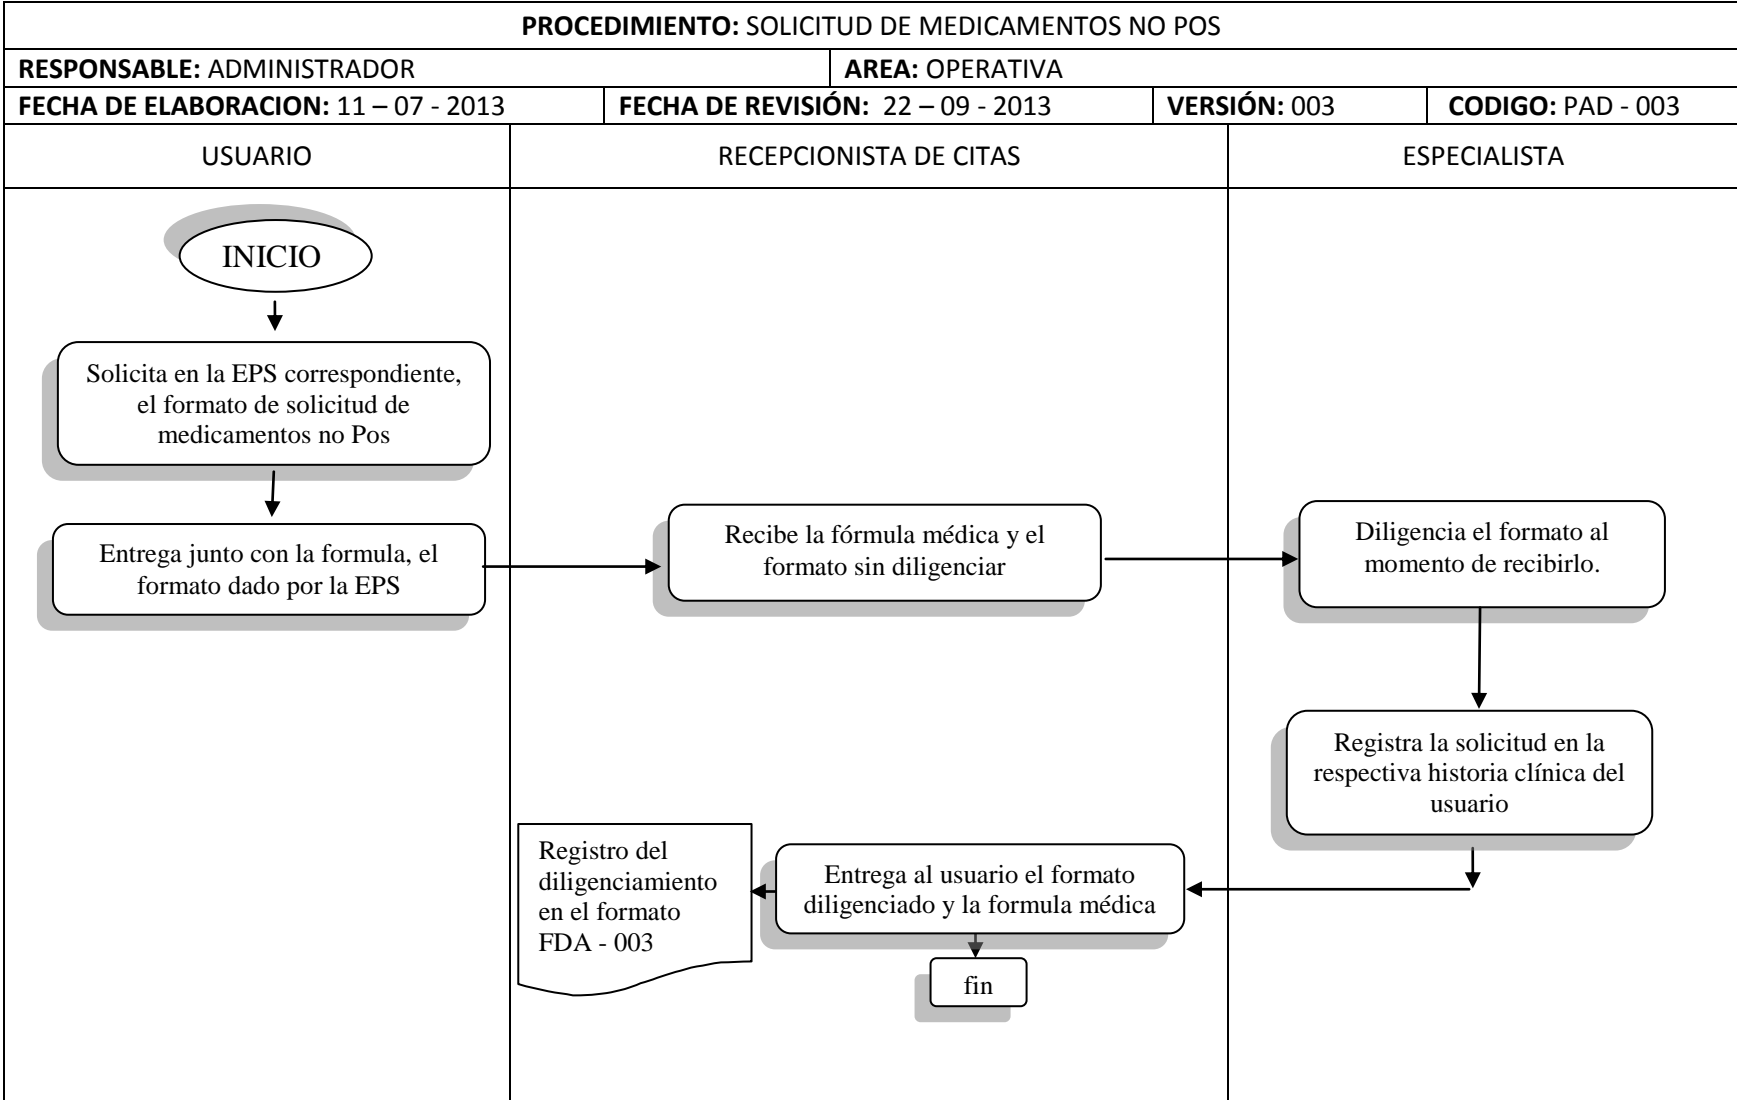 PROCEDIMIENTO: SOLICITUD DE MEDICAMENTOS NO POS
RESPONSABLE: ADMINISTRADOR
AREA: OPERATIVA
FECHA DE ELABORACION: 11 – 07 - 2013
FECHA DE REVISIÓN: 22 – 09 - 2013
VERSIÓN: 003
CODIGO: PAD - 003
USUARIO
RECEPCIONISTA DE CITAS
ESPECIALISTA
INICIO
Solicita en la EPS correspondiente,
el formato de solicitud de
medicamentos no Pos
Entrega junto con la formula, el
formato dado por la EPS
Recibe la fórmula médica y el
formato sin diligenciar
Diligencia el formato al
momento de recibirlo.
Registra la solicitud en la
respectiva historia clínica del
usuario
Entrega al usuario el formato
diligenciado y la formula médica
Registro del
diligenciamiento
en el formato
FDA - 003
fin